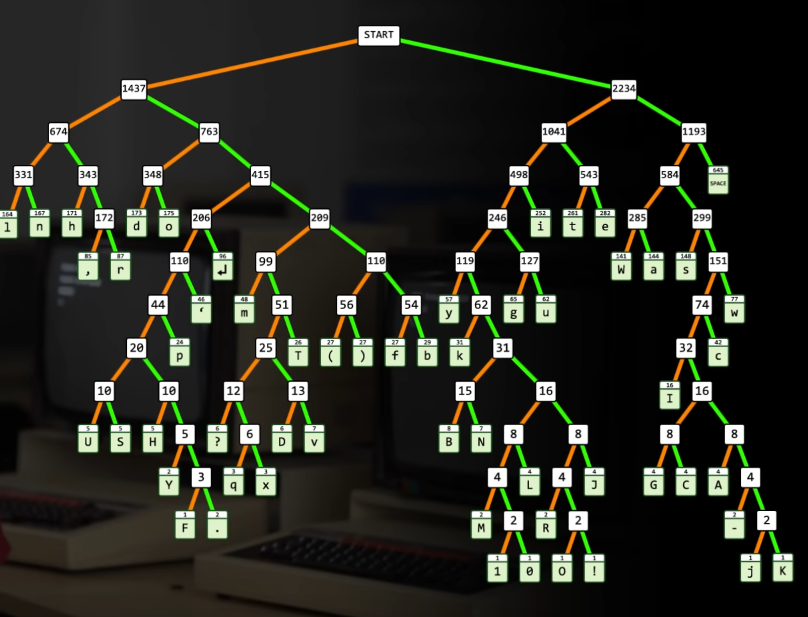 START
1437 2234
674 763 1041 1193
331 343 348 415 498 543 584 645 SPACE
164 l 167 n 171 h 172 173 d 175 o 206 209 246 252 i 261 t 282 e 285 299
85 , 87 r 110 96 ↲ 99 110 119 127 141 W 144 a 148 s 151
44 46 ‘ 48 m 51 56 54 57 y 62 65 g 62 u 74 77 w
20 24 p 25 26 T 27 ( 27 ) 27 f 29 b 31 k 31 32 42 c
10 10 12 13 15 16 16 I 16
5 U 5 S 5 H 5 6 ? 6 6 D 7 v 8 B 7 N 8 8 8 8
2 Y 3 3 q 3 x 4 4 L 4 4 J 4 G 4 C 4 A 4
1 F 2 . 2 M 2 2 R 2 2 - 2
1 1 1 0 1 O 1 ! 1 j 1 K